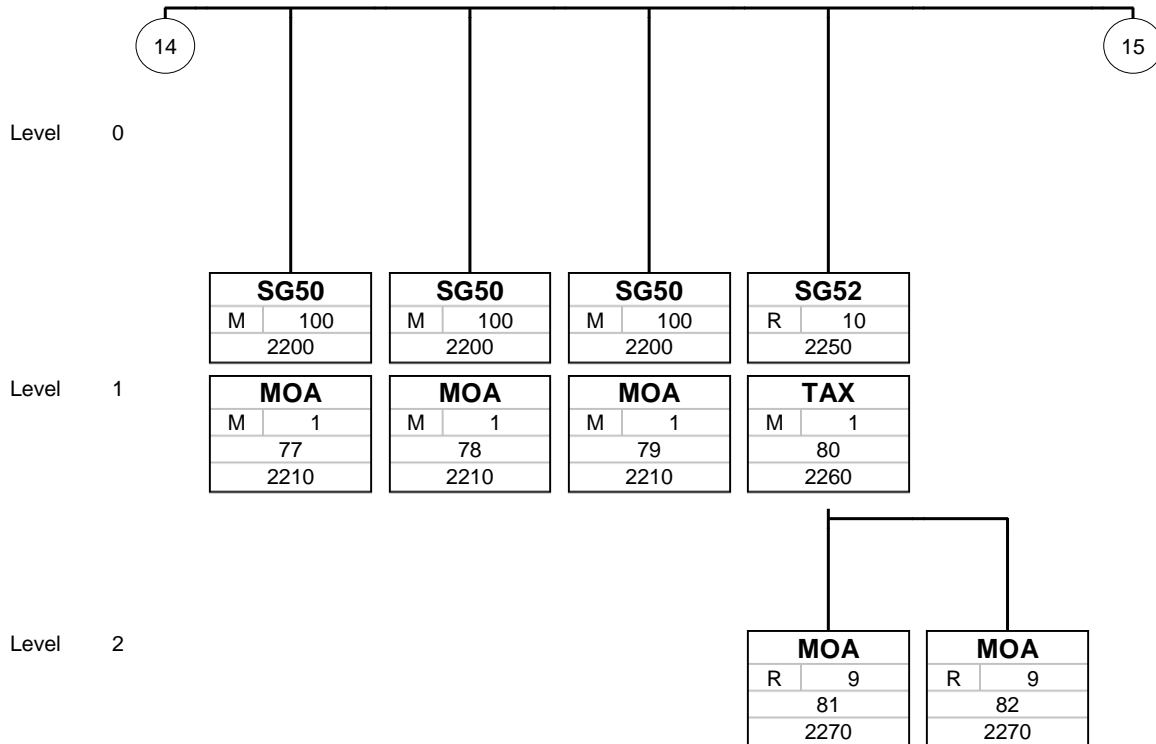 14 15
Level 0
SG50 SG50 SG50 SG52
M 100 M 100 M 100 R 10
2200 2200 2200 2250
Level 1
MOA MOA MOA TAX
M 1 M 1 M 1 M 1
77 78 79 80
2210 2210 2210 2260
Level 2
MOA MOA
R 9 R 9
81 82
2270 2270